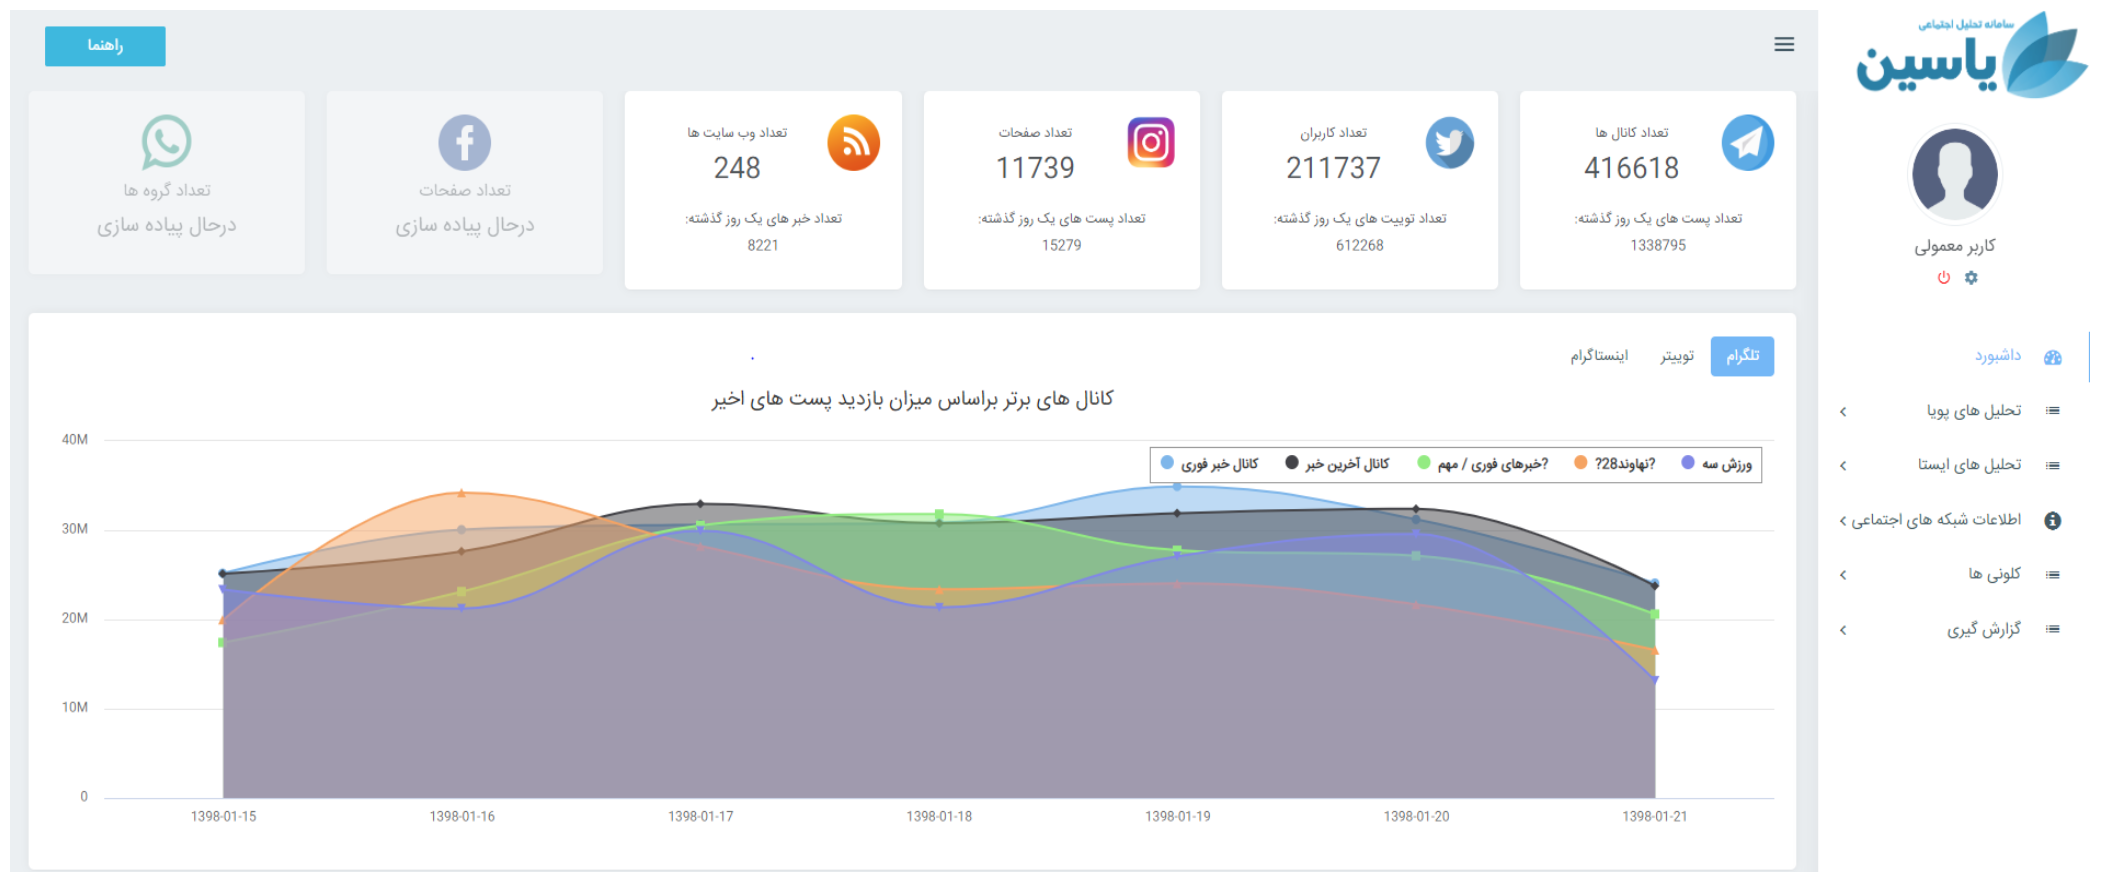 سامانه تحلیل اجتماعی
یاسین
کاربر معمولی
داشبورد
تحلیل های پویا
تحلیل های ایستا
اطلاعات شبکه های اجتماعی
کلونی ها
گزارش گیری
راهنما
تعداد کانال ها
416618
تعداد پست های یک روز گذشته:
1338795
تعداد کاربران
211737
تعداد توییت های یک روز گذشته:
612268
تعداد صفحات
11739
تعداد پست های یک روز گذشته:
15279
تعداد وب سایت ها
248
تعداد خبر های یک روز گذشته:
8221
تعداد صفحات
درحال پیاده سازی
تعداد گروه ها
درحال پیاده سازی
تلگرام توییتر اینستاگرام
کانال های برتر براساس میزان بازدید پست های اخیر
ورزش سه ?نهاوند28? ?خبرهای فوری / مهم کانال آخرین خبر کانال خبر فوری
40M
30M
20M
10M
0
1398-01-15 1398-01-16 1398-01-17 1398-01-18 1398-01-19 1398-01-20 1398-01-21